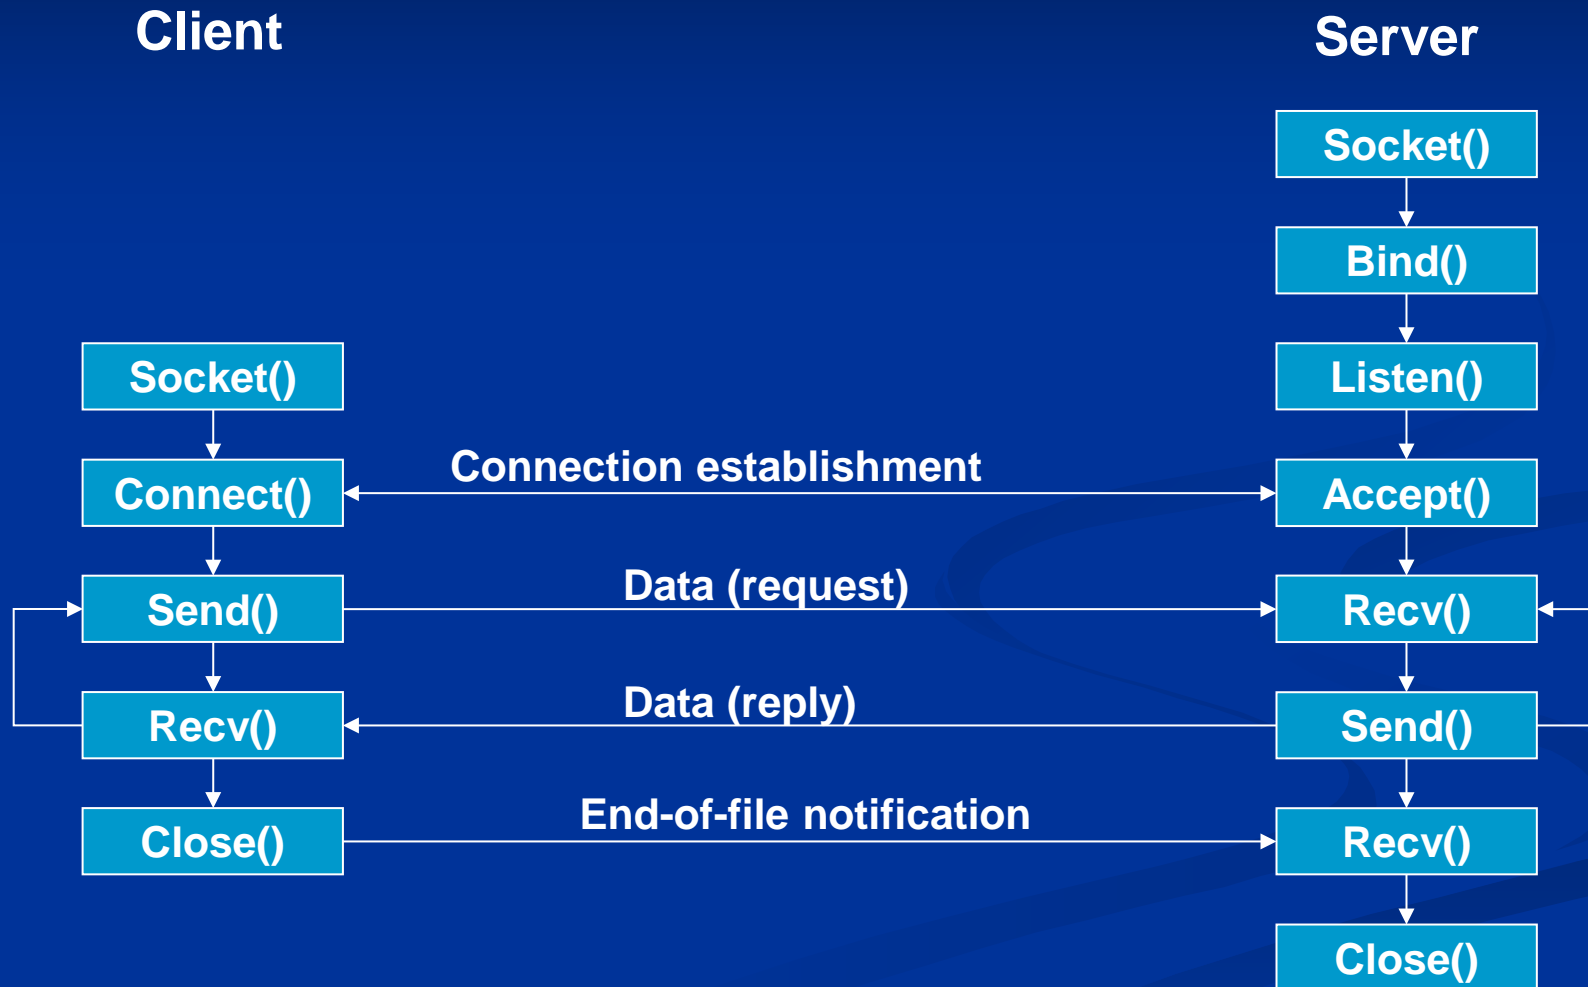 Client
Server
Socket()
Bind()
Socket()
Listen()
Connect()
Connection establishment
Accept()
Send()
Data (request)
Recv()
Recv()
Data (reply)
Send()
Close()
End-of-file notification
Recv()
Close()